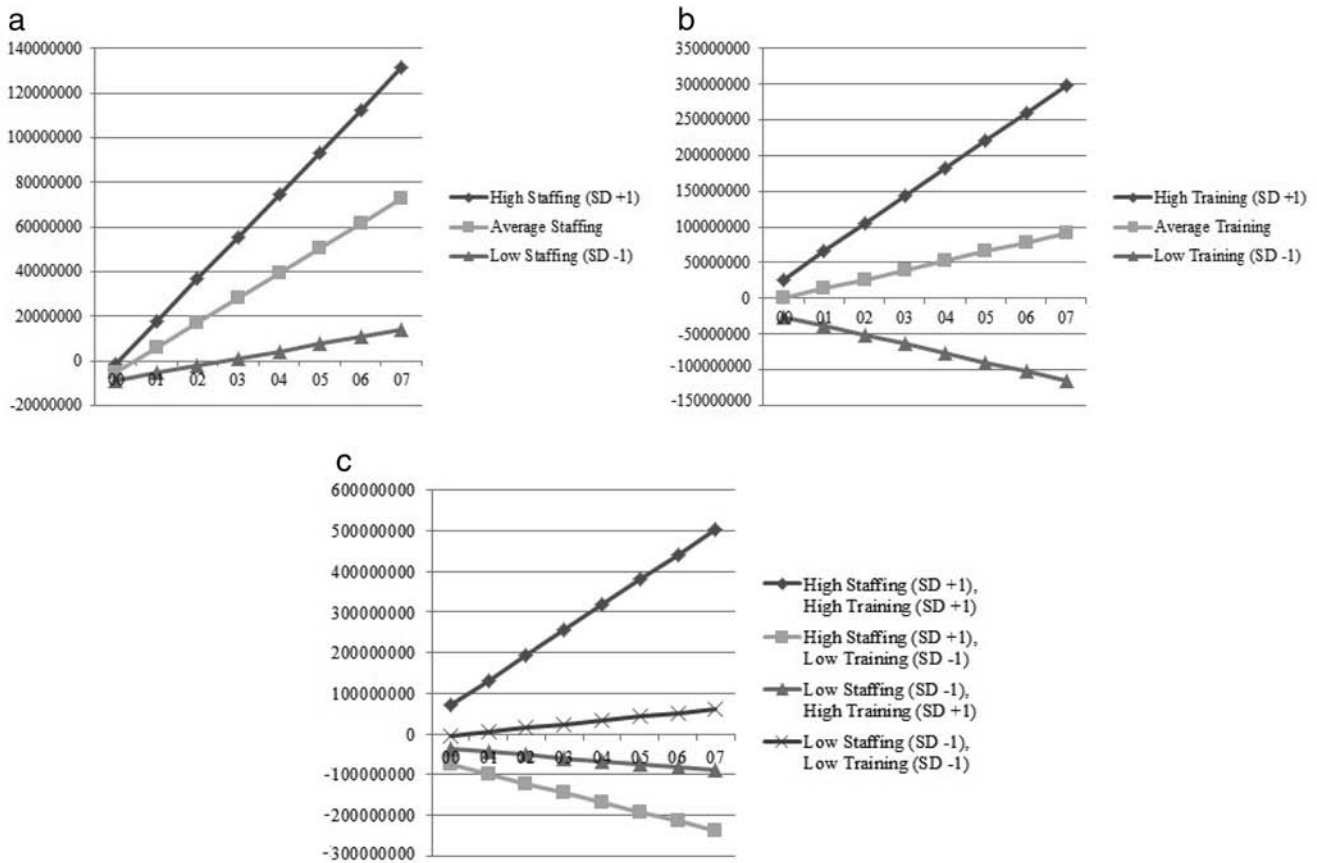 a
140000000
120000000
100000000
80000000
60000000
40000000
20000000
0
-20000000
00 01 02 03 04 05 06 07
High Staffing (SD +1)
Average Staffing
Low Staffing (SD -1)
b
350000000
300000000
250000000
200000000
150000000
100000000
50000000
0
-50000000
-100000000
-150000000
00 01 02 03 04 05 06 07
High Training (SD +1)
Average Training
Low Training (SD -1)
c
600000000
500000000
400000000
300000000
200000000
100000000
0
-100000000
-200000000
-300000000
00 01 02 03 04 05 06 07
High Staffing (SD +1),
High Training (SD +1)
High Staffing (SD +1),
Low Training (SD -1)
Low Staffing (SD -1),
High Training (SD +1)
Low Staffing (SD -1),
Low Training (SD -1)